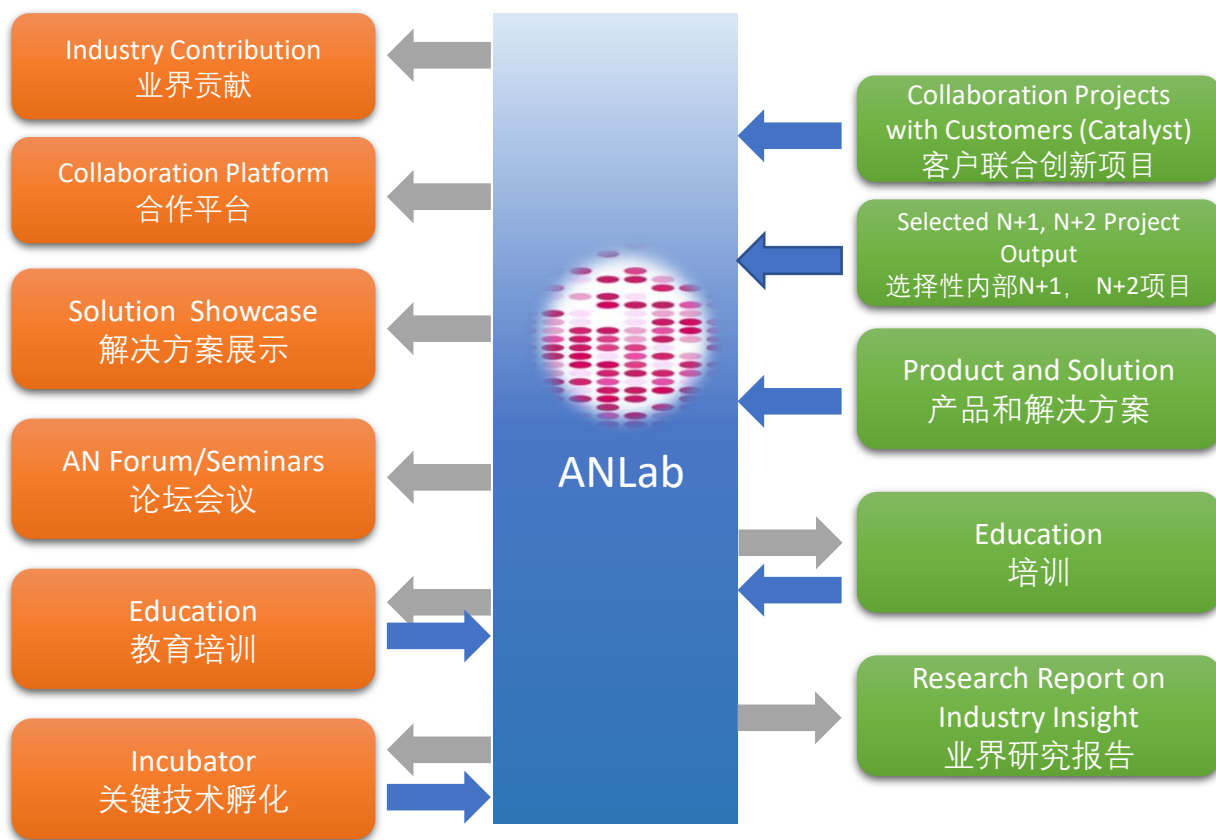 Industry Contribution
业界贡献
Collaboration Platform
合作平台
Solution Showcase
解决方案展示
AN Forum/Seminars
论坛会议
Education
教育培训
Incubator
关键技术孵化
ANLab
Collaboration Projects
with Customers (Catalyst)
客户联合创新项目
Selected N+1, N+2 Project
Output
选择性内部N+1， N+2项目
Product and Solution
产品和解决方案
Education
培训
Research Report on
Industry Insight
业界研究报告